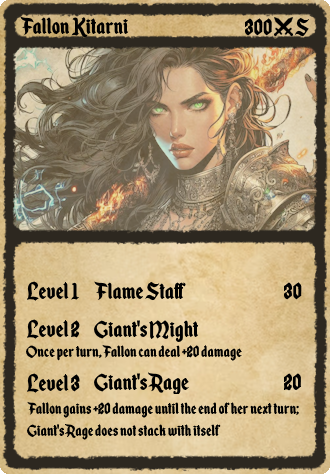 Fallon Kitarni 300 S
Level 1 Flame Staff 30
Level 2 Giant's Might
Once per turn, Fallon can deal +20 damage
Level 3 Giant's Rage 20
Fallon gains +20 damage until the end of her next turn;
Giant's Rage does not stack with itself